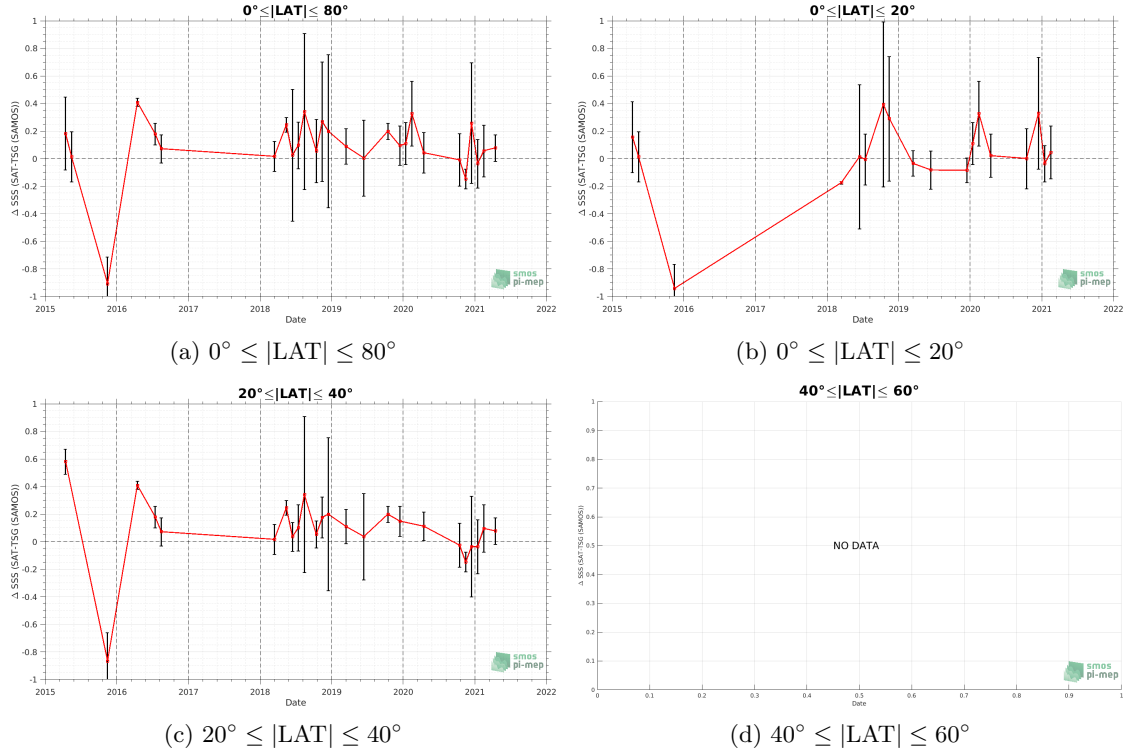 0°≤|LAT|≤ 80°
Δ SSS (SAT-TSG (SAMOS))
1
0.8
0.6
0.4
0.2
0
-0.2
-0.4
-0.6
-0.8
-1
2015 2016 2017 2018 2019 2020 2021 2022
Date
smos
pi-mep
(a) 0° ≤ |LAT| ≤ 80°
0°≤|LAT|≤ 20°
Δ SSS (SAT-TSG (SAMOS))
1
0.8
0.6
0.4
0.2
0
-0.2
-0.4
-0.6
-0.8
-1
2015 2016 2017 2018 2019 2020 2021 2022
Date
smos
pi-mep
(b) 0° ≤ |LAT| ≤ 20°
20°≤|LAT|≤ 40°
Δ SSS (SAT-TSG (SAMOS))
1
0.8
0.6
0.4
0.2
0
-0.2
-0.4
-0.6
-0.8
-1
2015 2016 2017 2018 2019 2020 2021 2022
Date
smos
pi-mep
(c) 20° ≤ |LAT| ≤ 40°
40°≤|LAT|≤ 60°
Δ SSS (SAT-TSG (SAMOS))
1
0.9
0.8
0.7
0.6
0.5
0.4
0.3
0.2
0.1
0
NO DATA
0 0.1 0.2 0.3 0.4 0.5 0.6 0.7 0.8 0.9 1
Date
smos
pi-mep
(d) 40° ≤ |LAT| ≤ 60°